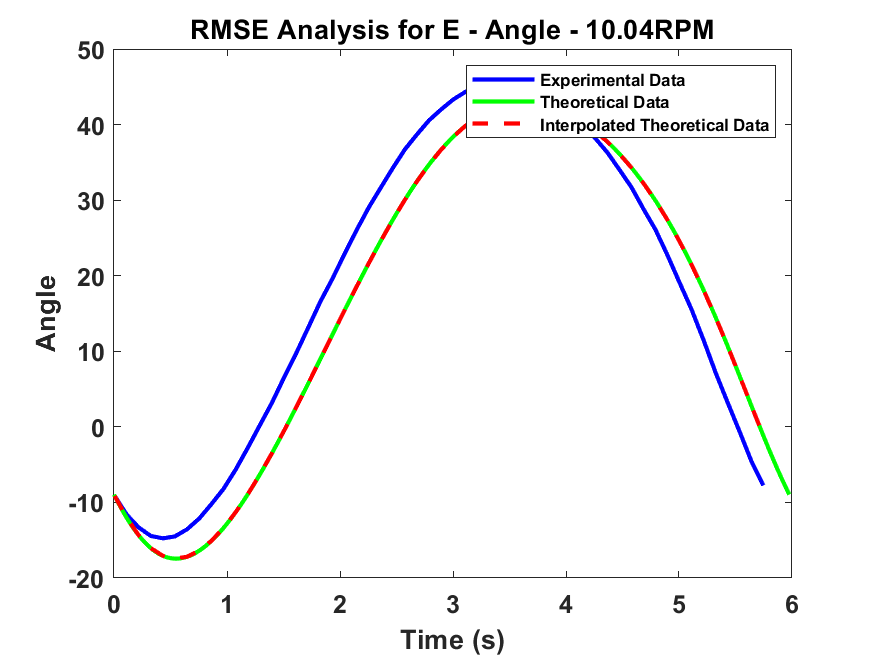 RMSE Analysis for E - Angle - 10.04RPM
50
40
30
20
10
0
-10
-20
Angle
Experimental Data
Theoretical Data
Interpolated Theoretical Data
0 1 2 3 4 5 6
Time (s)